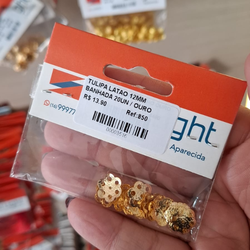 TULIPA LATAO 12MM
BANHADA 20UN / OURO
R$ 13.90
Ref:850
ght
Aparecida